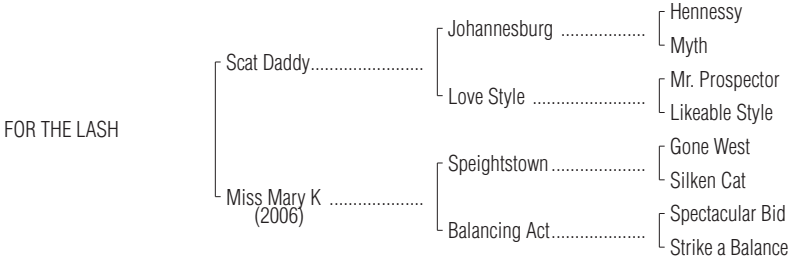 Hennessy
Johannesburg ...................
Myth
Scat Daddy.........................
Mr. Prospector
Love Style .........................
Likeable Style
FOR THE LASH
Gone West
Speightstown.....................
Silken Cat
Miss Mary K .....................
(2006)
Spectacular Bid
Balancing Act.....................
Strike a Balance